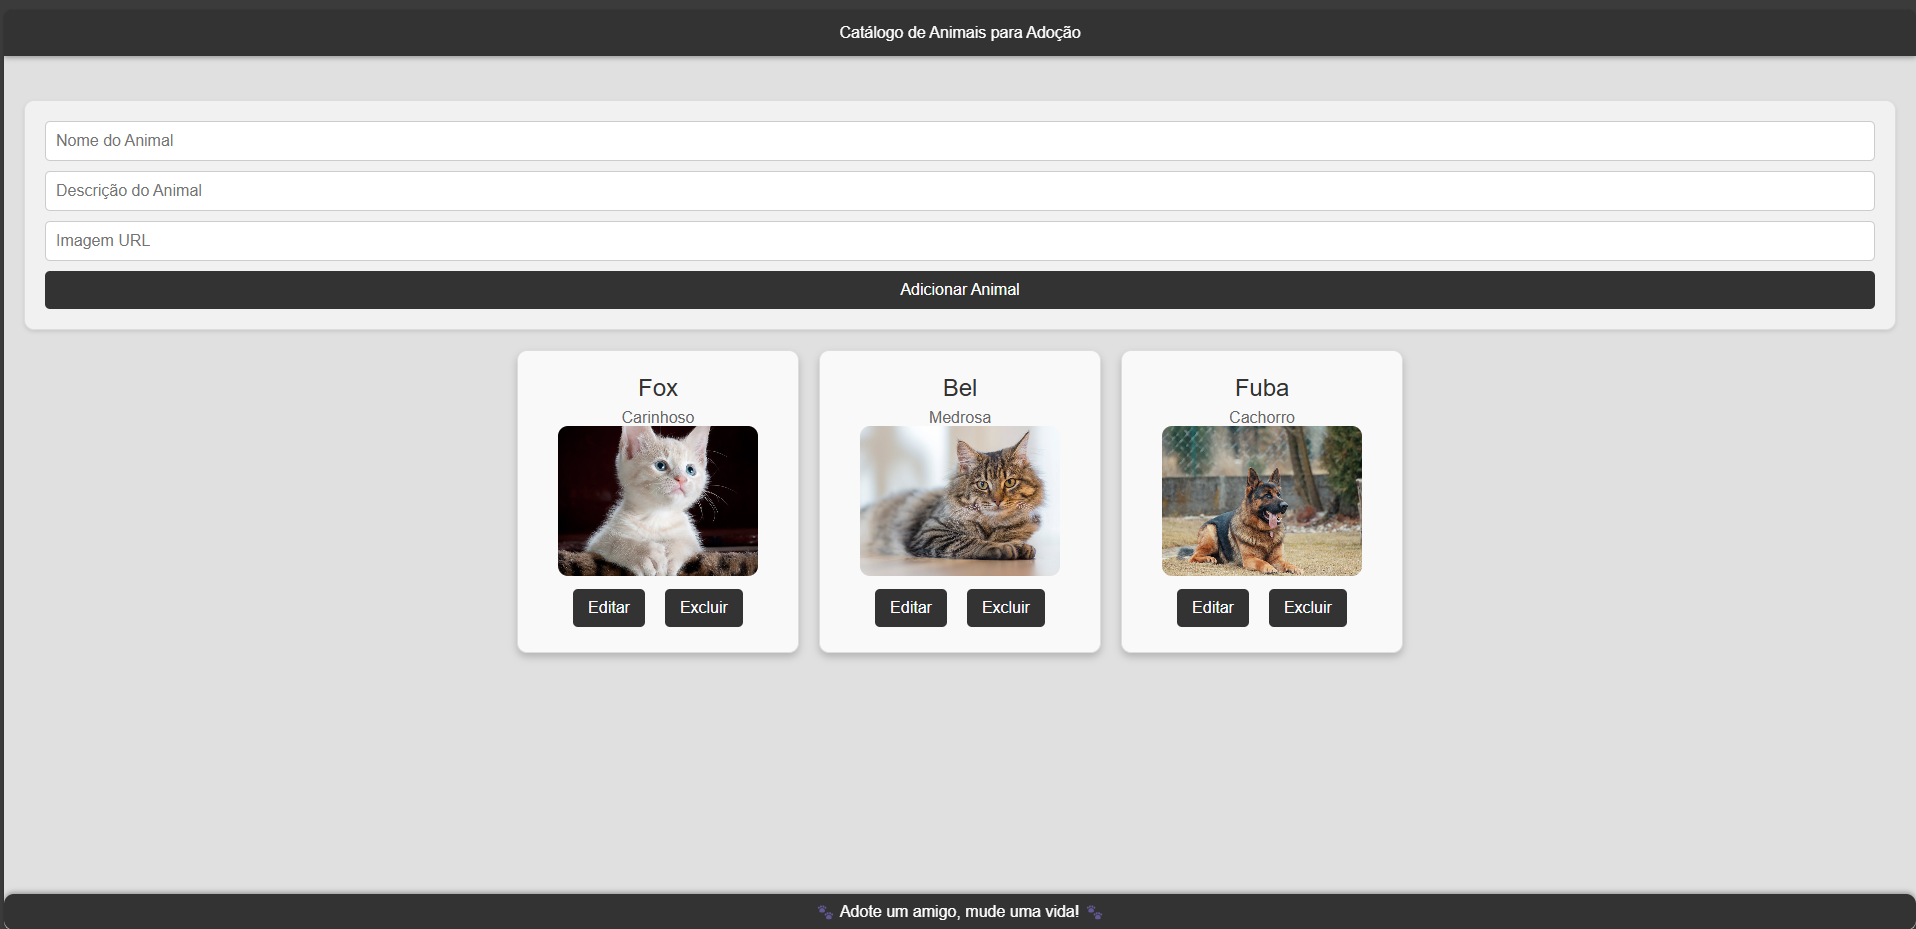 Catálogo de Animais para Adoção
Nome do Animal
Descrição do Animal
Imagem URL
Adicionar Animal
Fox
Carinhoso
Editar Excluir
Bel
Medrosa
Editar Excluir
Fuba
Cachorro
Editar Excluir
🐾 Adote um amigo, mude uma vida! 🐾